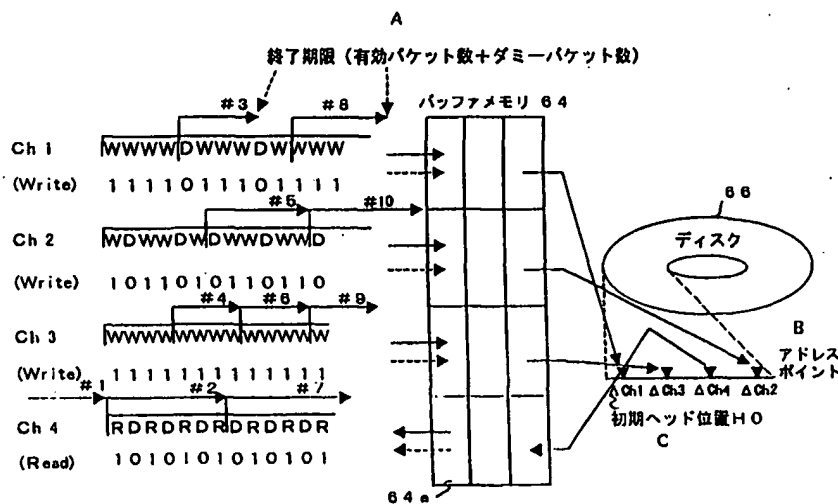 A
終了期限 (有効パケット数+ダミーパケット数)
#3 #8
バッファメモリ 64
Ch 1
WWWWDWWWDWWWW
(Write)
1111011101111
#5 #10
Ch 2
WDWWDWDWWDWWD
(Write)
1011010110110
#4 #6 #9
Ch 3
WWWWWWWWWWWWW
(Write)
1111111111111
#1 #2 #7
Ch 4
RDRDRDRDRDRDR
(Read)
1010101010101
64e
66
ディスク
B
アドレス
ポイント
ΔCh1 ΔCh3 ΔCh4 ΔCh2
初期ヘッド位置H0
C